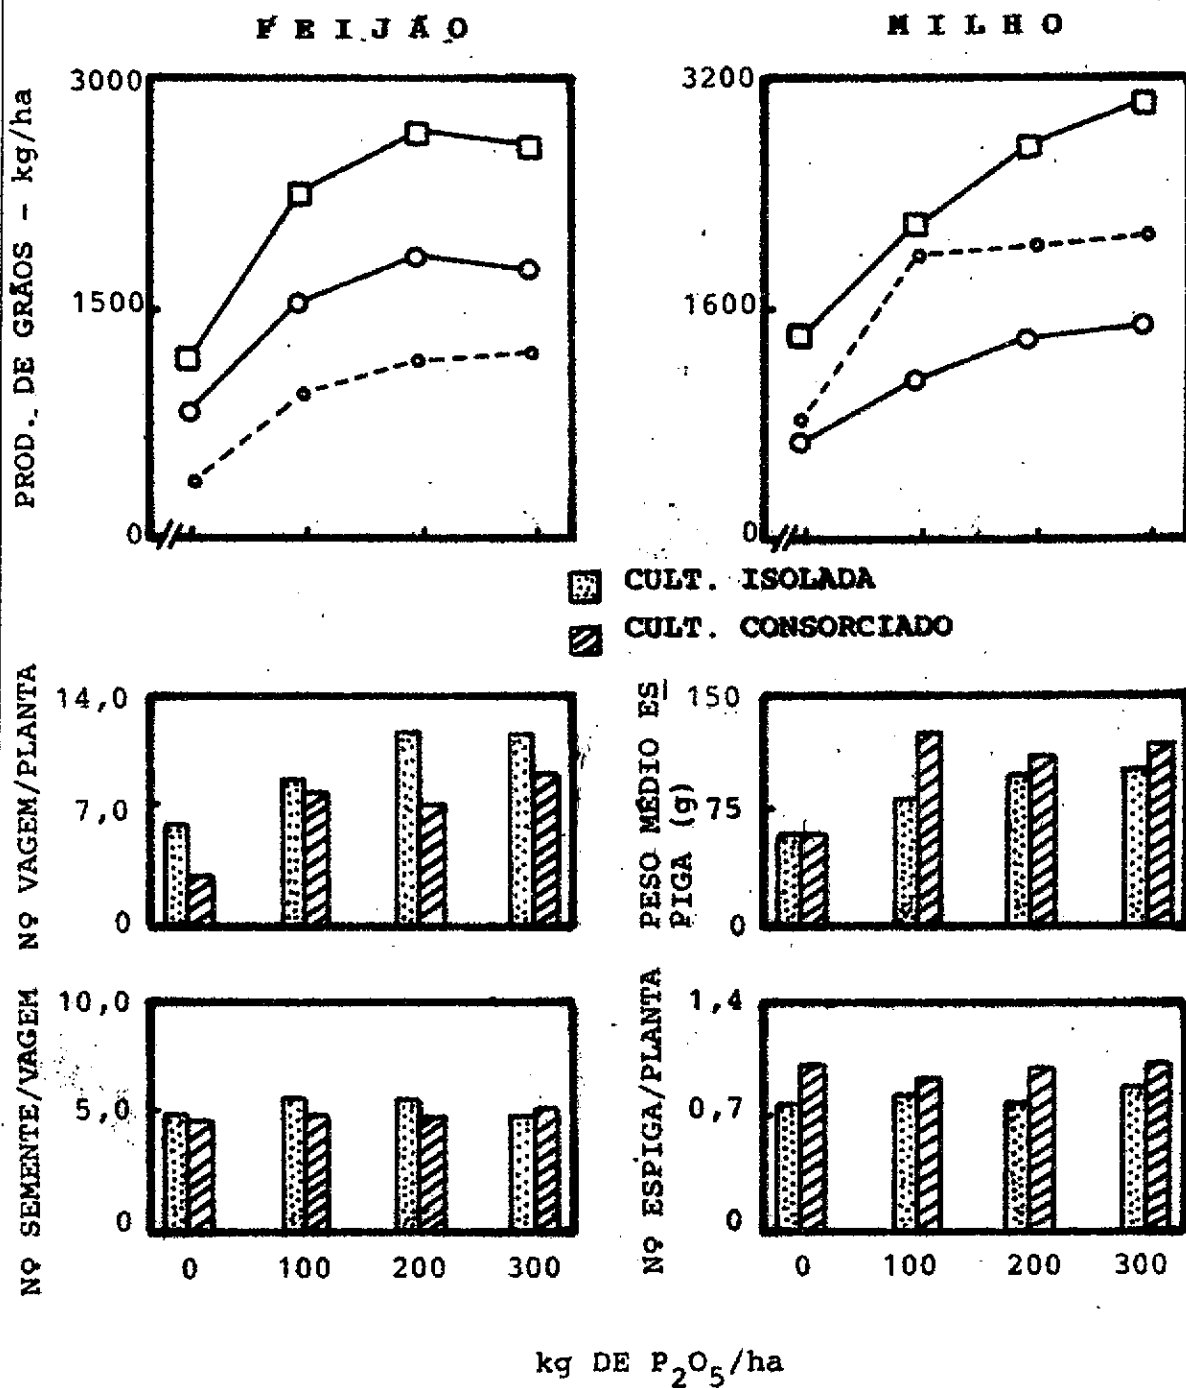 FEIJÃO
MILHO
PROD. DE GRÃOS - kg/ha
3000
1500
0
3200
1600
0
CULT. ISOLADA
CULT. CONSORCIADO
Nº VAGEM/PLANTA
14,0
7,0
0
PESO MÉDIO ES
PIGA (g)
150
75
0
Nº SEMENTE/VAGEM
10,0
5,0
0
Nº ESPIGA/PLANTA
1,4
0,7
0
0 100 200 300
0 100 200 300
kg DE P₂O₅/ha